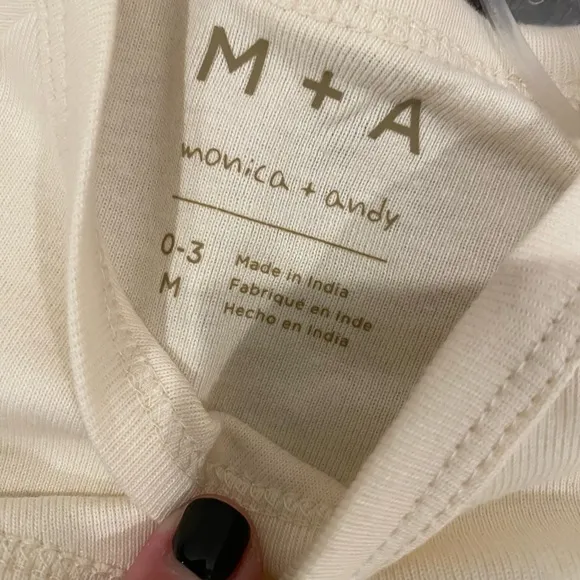 M + A
monica + andy
0-3
M
Made in India
Fabriqué en Inde
Hecho en India